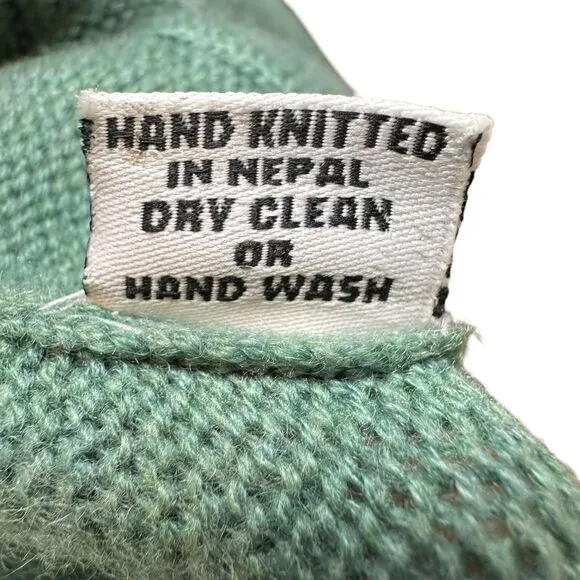 HAND KNITTED
IN NEPAL
DRY CLEAN
OR
HAND WASH